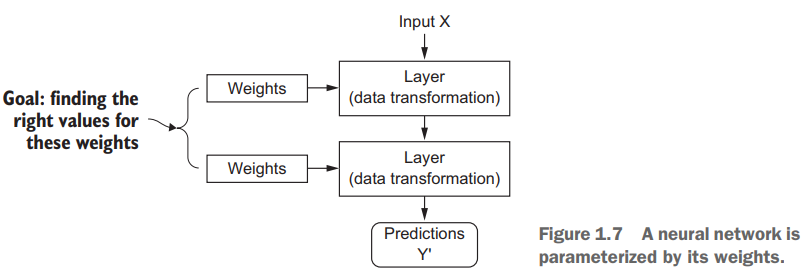 Input X
Layer
(data transformation)
Weights
Goal: finding the
right values for
these weights
Layer
(data transformation)
Weights
Predictions
Y'
Figure 1.7 A neural network is
parameterized by its weights.